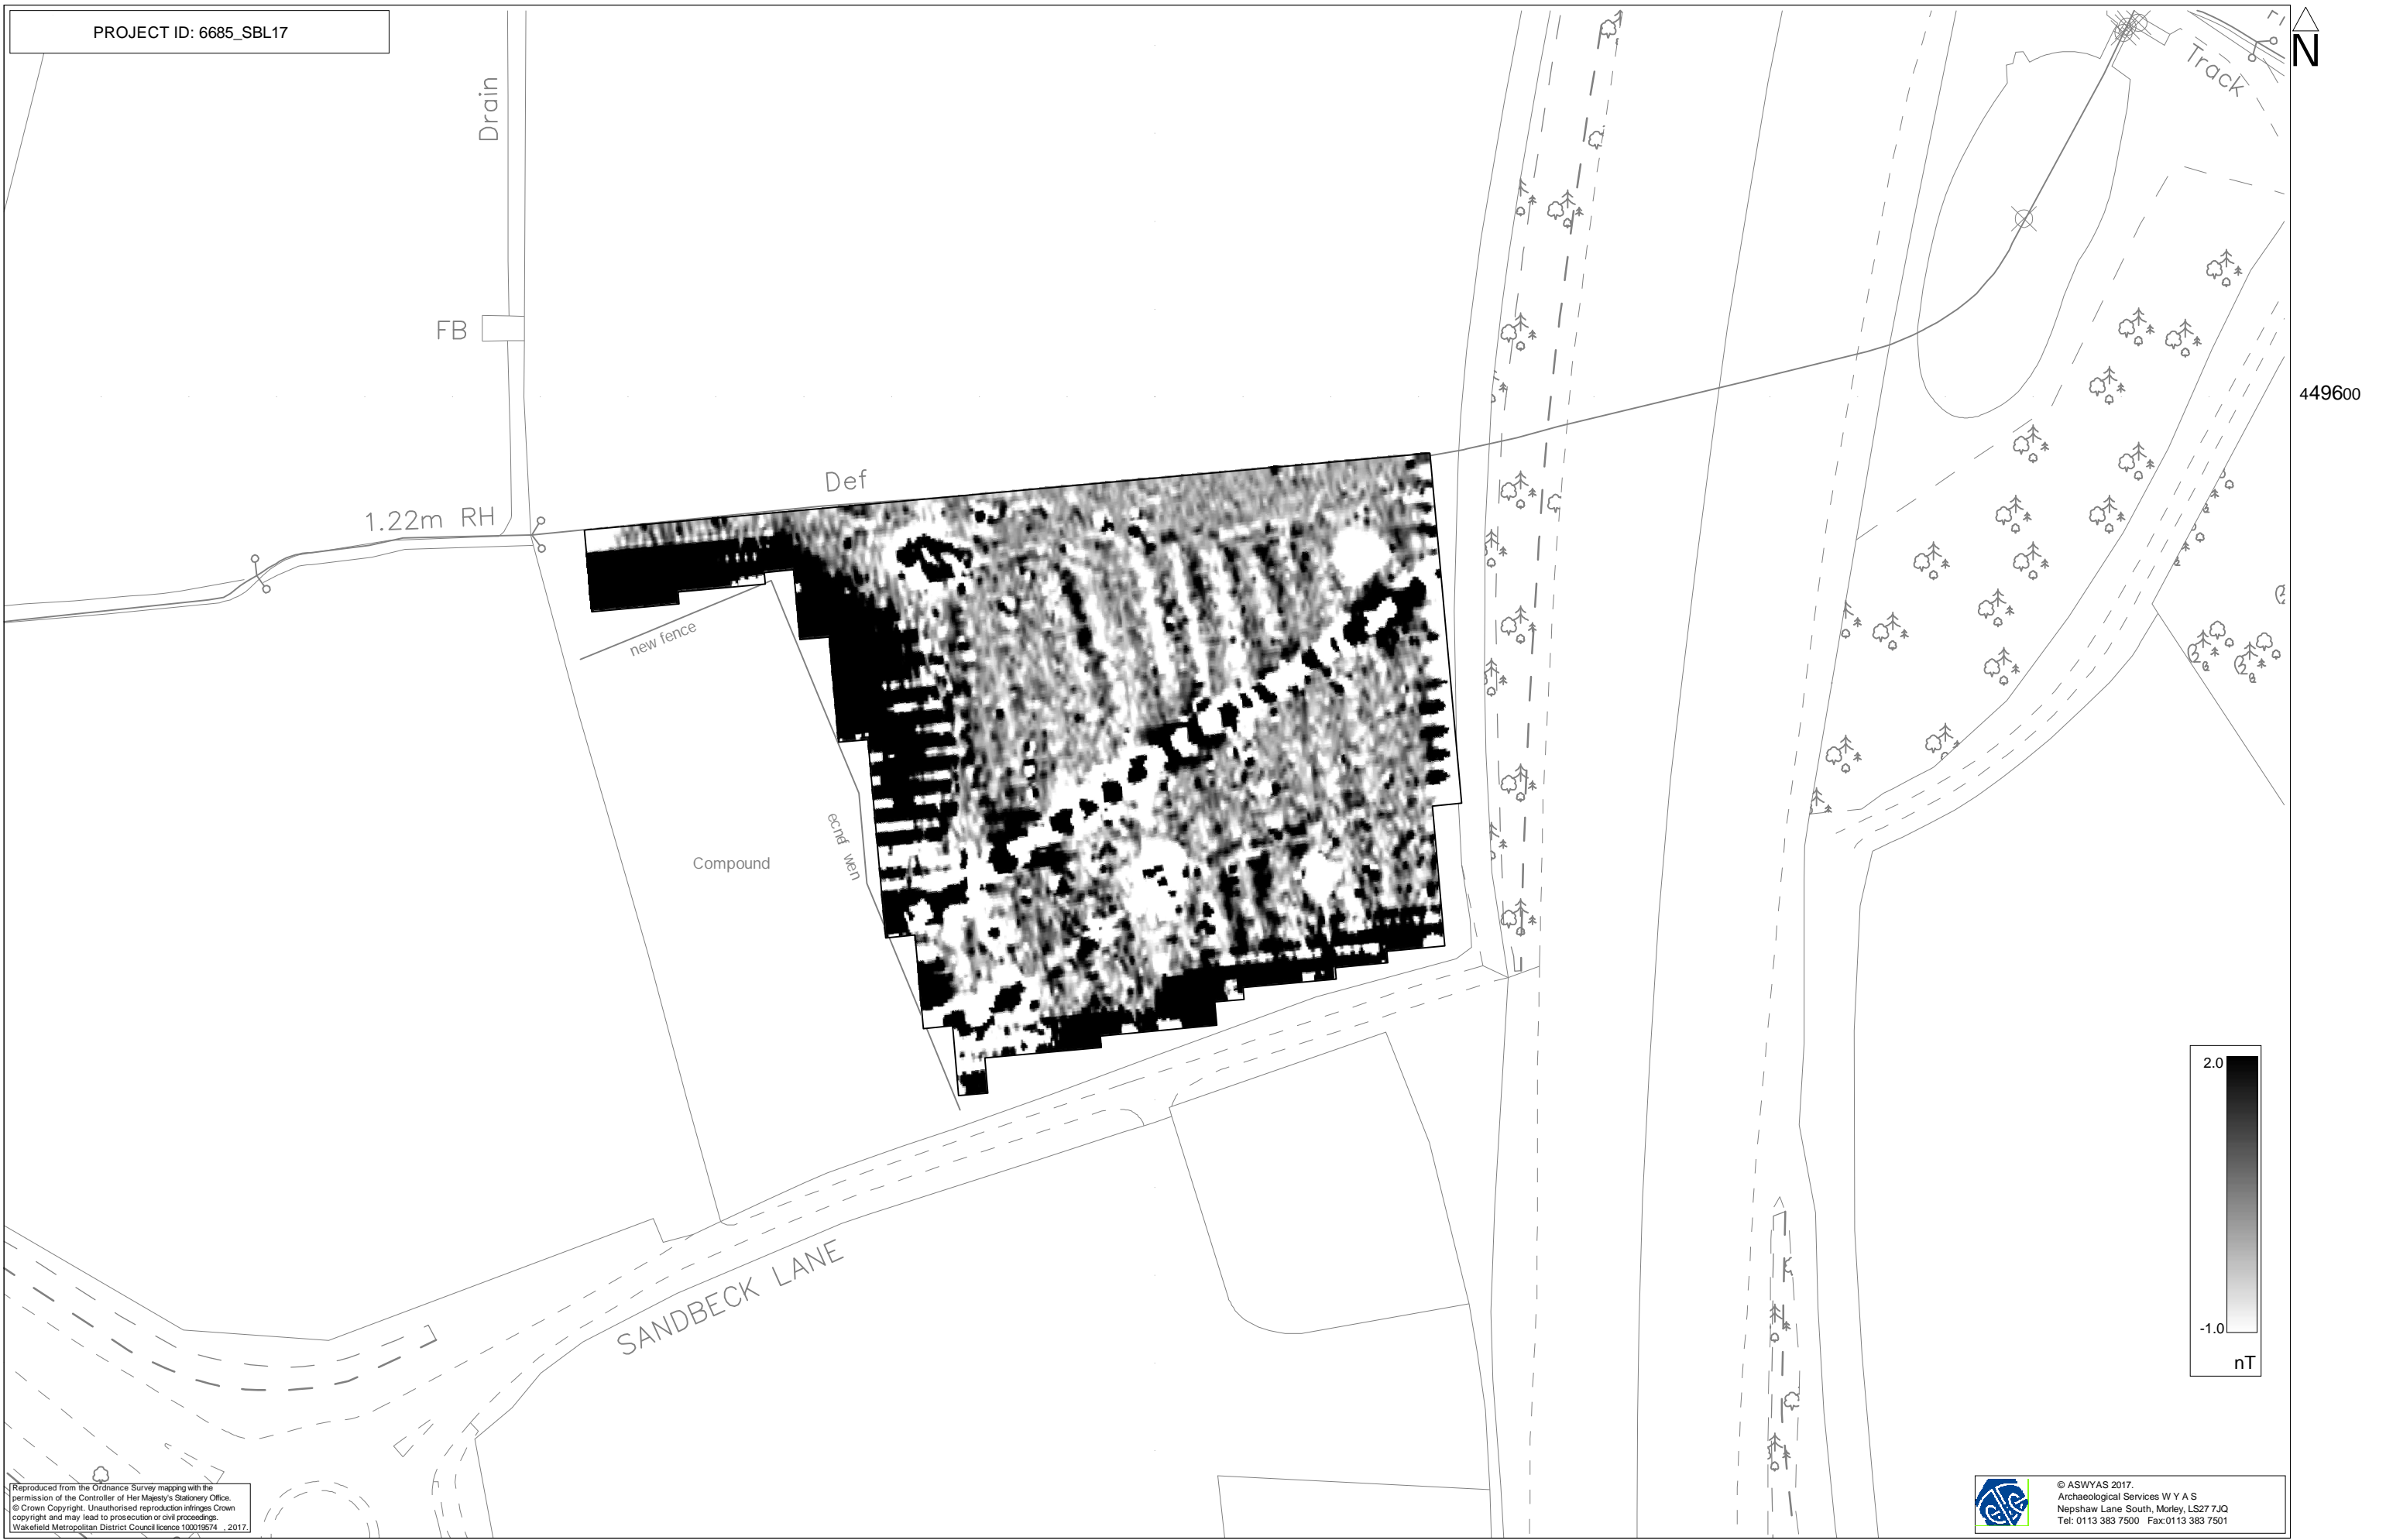 PROJECT ID: 6685_SBL17
N
Track
Drain
FB
449600
Def
1.22m RH
new fence
new fence
Compound
SANDBECK LANE
2.0
-1.0
nT
Reproduced from the Ordnance Survey mapping with the
permission of the Controller of Her Majesty's Stationery Office.
© Crown Copyright. Unauthorised reproduction infringes Crown
copyright and may lead to prosecution or civil proceedings.
Wakefield Metropolitan District Council licence 100019574 , 2017.
© ASWYAS 2017.
Archaeological Services W Y A S
Nepshaw Lane South, Morley, LS27 7JQ
Tel: 0113 383 7500 Fax:0113 383 7501